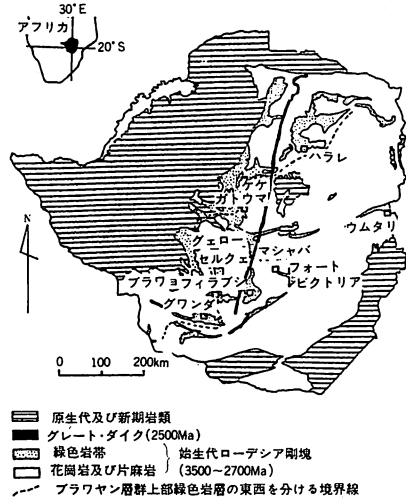 30°E
アフリカ
20°S
ハラレ
ケケ
ガトウマ
ウムタリ
グェロー
マシャバ
セルクェ
フォート
ビクトリア
ブラワヨ
フィラブシ
グワンダ
N
0 100 200km
原生代及び新期岩類
グレート・ダイク(2500Ma)
緑色岩帯
始生代ローデシア剛塊
花崗岩及び片麻岩
(3500~2700Ma)
ブラワヤン層群上部緑色岩層の東西を分ける境界線